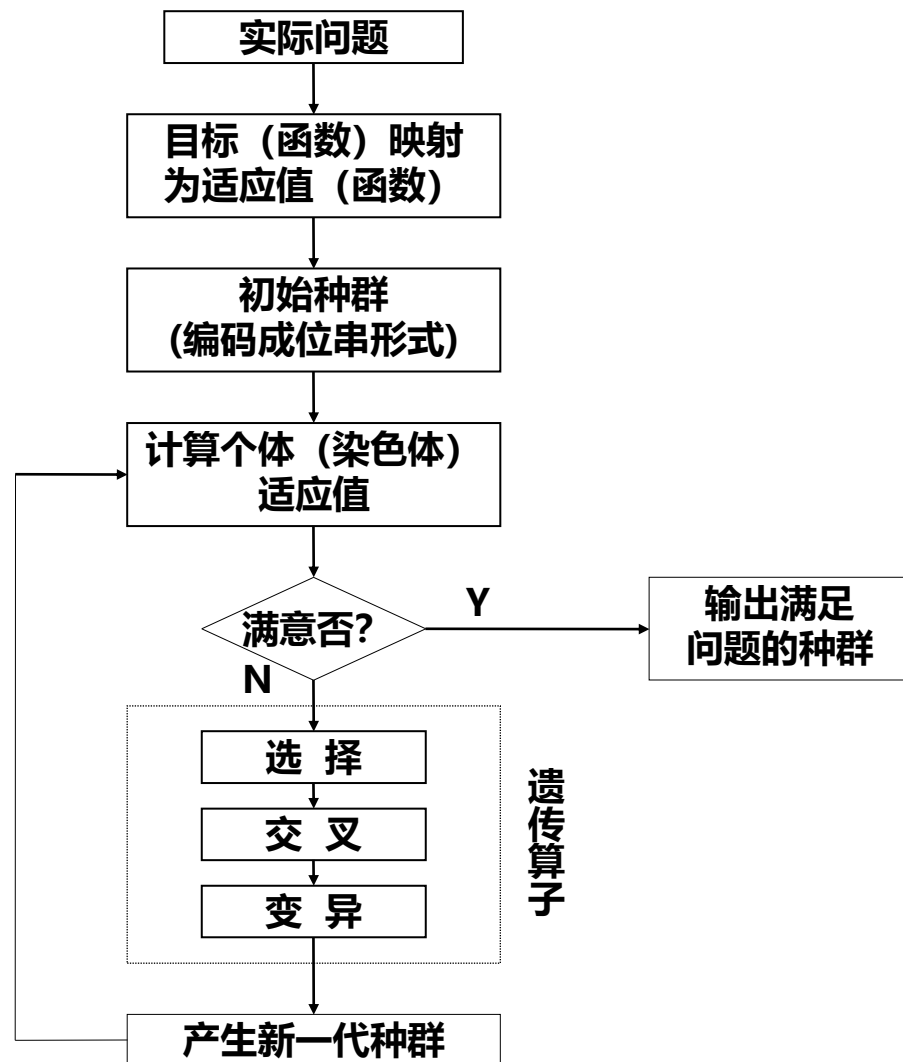 实际问题
目标（函数）映射
为适应值（函数）
初始种群
(编码成位串形式)
计算个体（染色体）
适应值
满意否?
Y
输出满足
问题的种群
N
选 择
交 叉
变 异
遗传算子
产生新一代种群